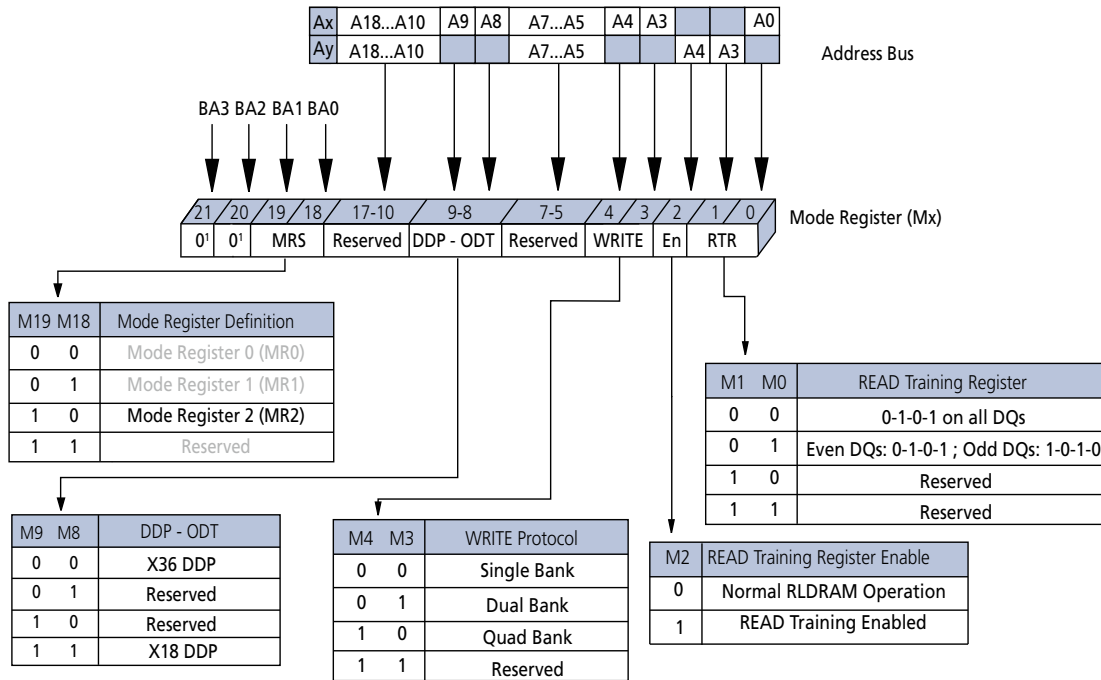 Ax A18...A10 A9 A8 A7...A5 A4 A3 A0
Ay A18...A10 A7...A5 A4 A3
Address Bus
BA3 BA2 BA1 BA0
21 20 19 18 17-10 9-8 7-5 4 3 2 1 0
Mode Register (Mx)
0¹ 0¹ MRS Reserved DDP - ODT Reserved WRITE En RTR
M19 M18 Mode Register Definition
0 0 Mode Register 0 (MR0)
0 1 Mode Register 1 (MR1)
1 0 Mode Register 2 (MR2)
1 1 Reserved
M1 M0 READ Training Register
0 0 0-1-0-1 on all DQs
0 1 Even DQs: 0-1-0-1 ; Odd DQs: 1-0-1-0
1 0 Reserved
1 1 Reserved
M9 M8 DDP - ODT
0 0 X36 DDP
0 1 Reserved
1 0 Reserved
1 1 X18 DDP
M4 M3 WRITE Protocol
0 0 Single Bank
0 1 Dual Bank
1 0 Quad Bank
1 1 Reserved
M2 READ Training Register Enable
0 Normal RLDRAM Operation
1 READ Training Enabled